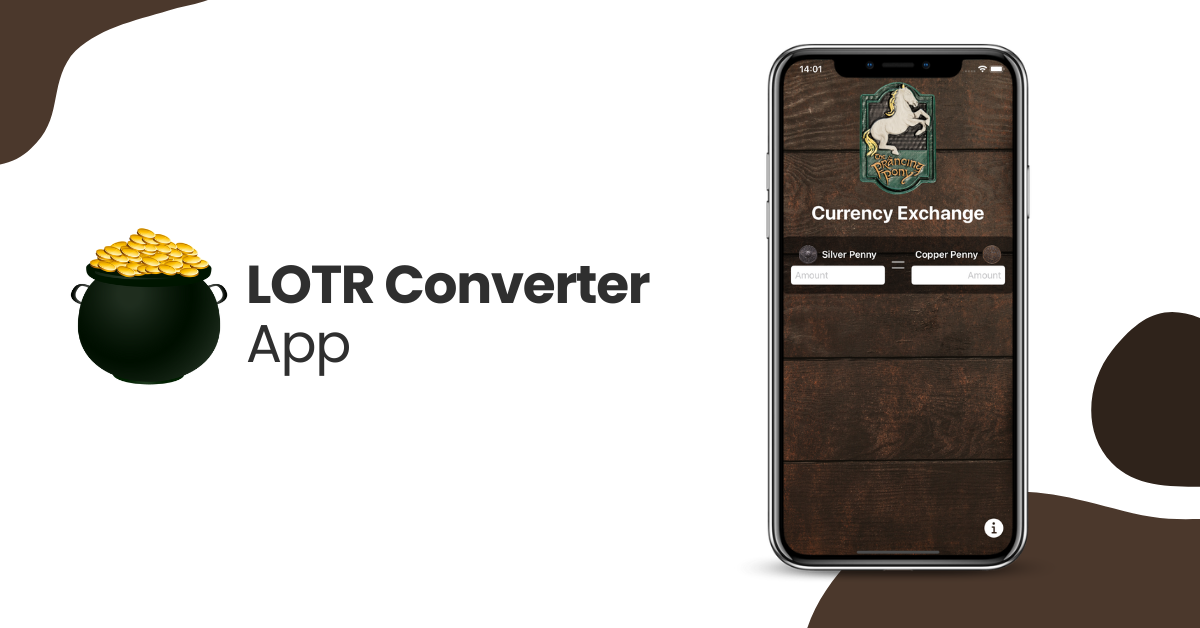 LOTR Converter
App
14:01
The
Prancing
Pony
Currency Exchange
Silver Penny
Copper Penny
=
Amount
Amount
i